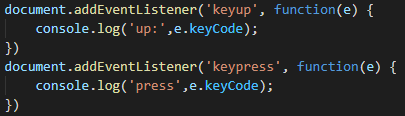 document.addEventListener('keyup', function(e) {
    console.log('up:',e.keyCode);
})
document.addEventListener('keypress', function(e) {
    console.log('press',e.keyCode);
})